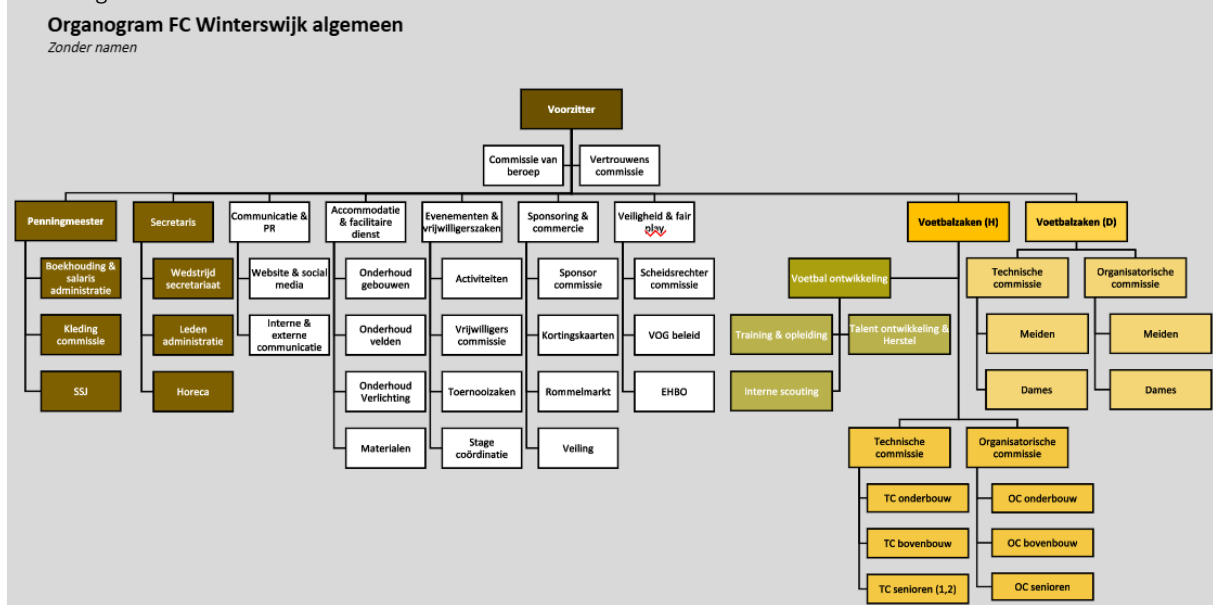 Organogram FC Winterswijk algemeen
Zonder namen
Voorzitter
Commissie van
beroep
Vertrouwens
commissie
Penningmeester
Boekhouding &
salaris
administratie
Kleding
commissie
SSJ
Secretaris
Wedstrijd
secretariaat
Leden
administratie
Horeca
Communicatie &
PR
Website & social
media
Interne &
externe
communicatie
Accommodatie
& facilitaire
dienst
Onderhoud
gebouwen
Onderhoud
velden
Onderhoud
Verlichting
Materialen
Evenementen &
vrijwilligerszaken
Activiteiten
Vrijwilligers
commissie
Toernooizaken
Stage
coördinatie
Sponsoring &
commercie
Sponsor
commissie
Kortingskaarten
Rommelmarkt
Veiling
Veiligheid & fair
play.
Scheidsrechter
commissie
VOG beleid
EHBO
Voetbalzaken (H)
Voetbal ontwikkeling
Training & opleiding
Talent ontwikkeling &
Herstel
Interne scouting
Technische
commissie
TC onderbouw
TC bovenbouw
TC senioren (1,2)
Organisatorische
commissie
OC onderbouw
OC bovenbouw
OC senioren
Voetbalzaken (D)
Technische
commissie
Meiden
Dames
Organisatorische
commissie
Meiden
Dames